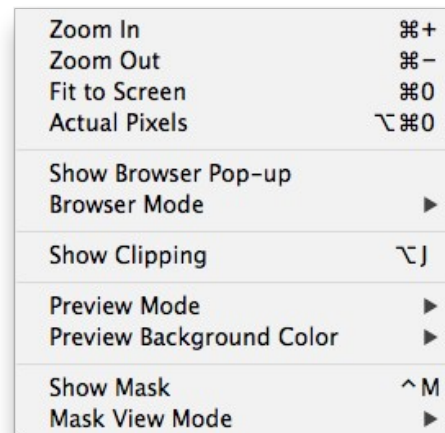 Zoom In ⌘+
Zoom Out ⌘-
Fit to Screen ⌘0
Actual Pixels ⌥⌘0
Show Browser Pop-up
Browser Mode ▶
Show Clipping ⌥J
Preview Mode ▶
Preview Background Color ▶
Show Mask ^M
Mask View Mode ▶